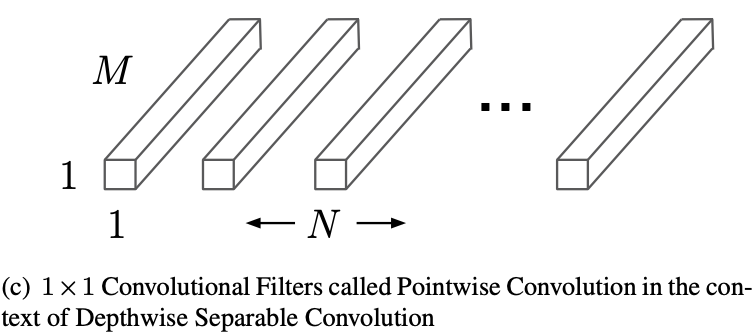 M
...
1
1
← N →
(c) 1 × 1 Convolutional Filters called Pointwise Convolution in the con-
text of Depthwise Separable Convolution